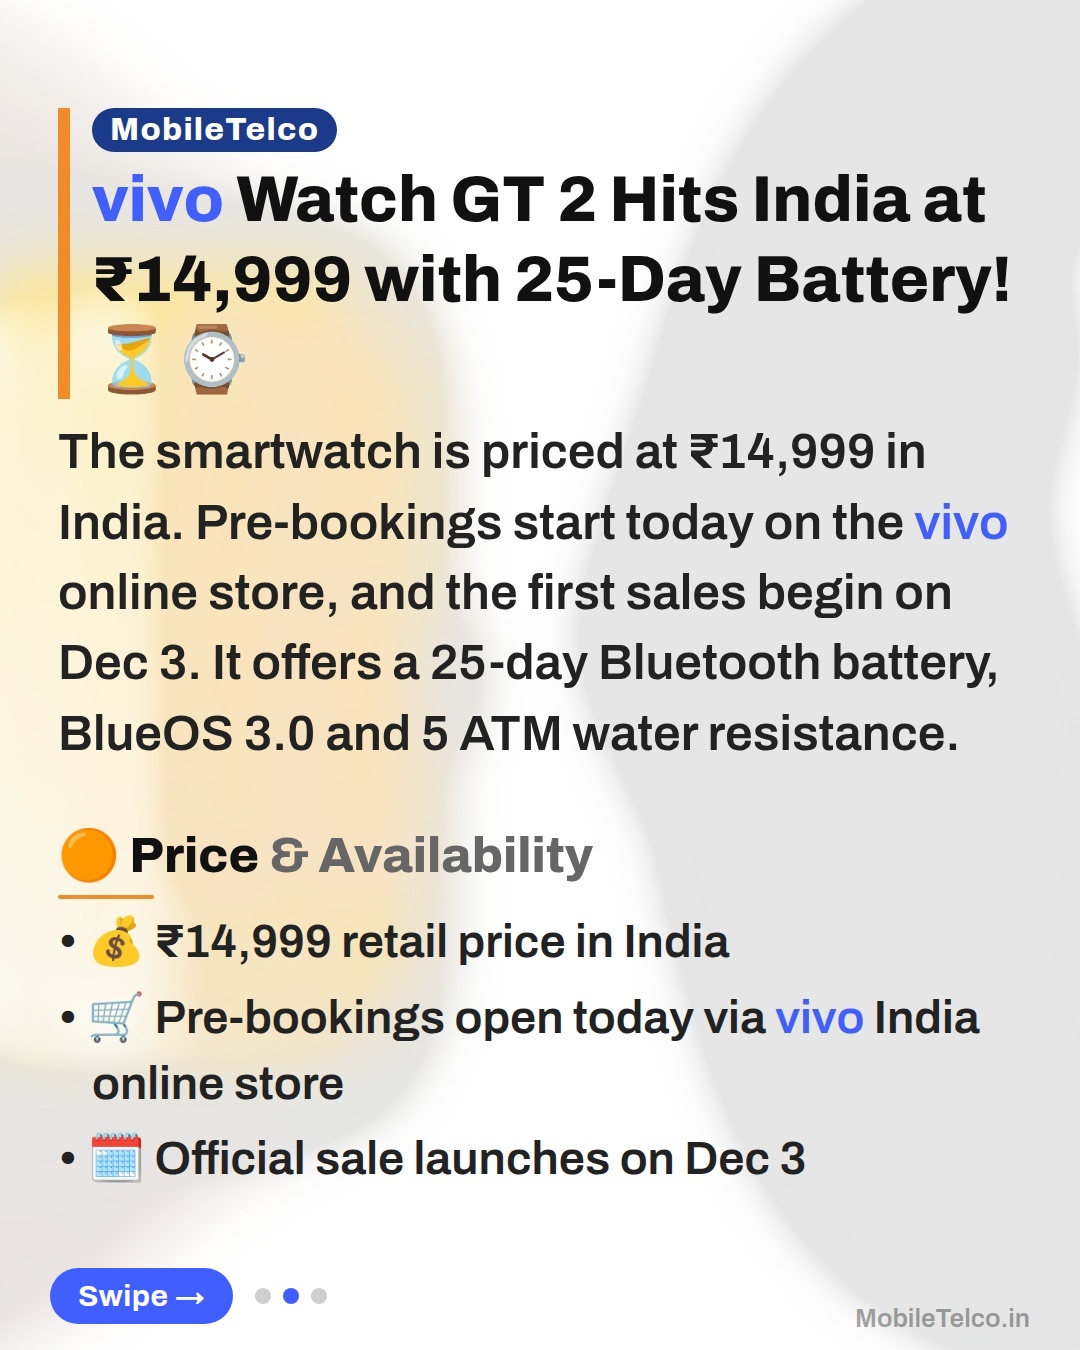 MobileTelco
vivo Watch GT 2 Hits India at
₹14,999 with 25-Day Battery!
⏳⌚
The smartwatch is priced at ₹14,999 in
India. Pre-bookings start today on the vivo
online store, and the first sales begin on
Dec 3. It offers a 25-day Bluetooth battery,
BlueOS 3.0 and 5 ATM water resistance.
🟠 Price & Availability
• 💰 ₹14,999 retail price in India
• 🛒 Pre-bookings open today via vivo India
online store
• 🗓️ Official sale launches on Dec 3
Swipe →
MobileTelco.in